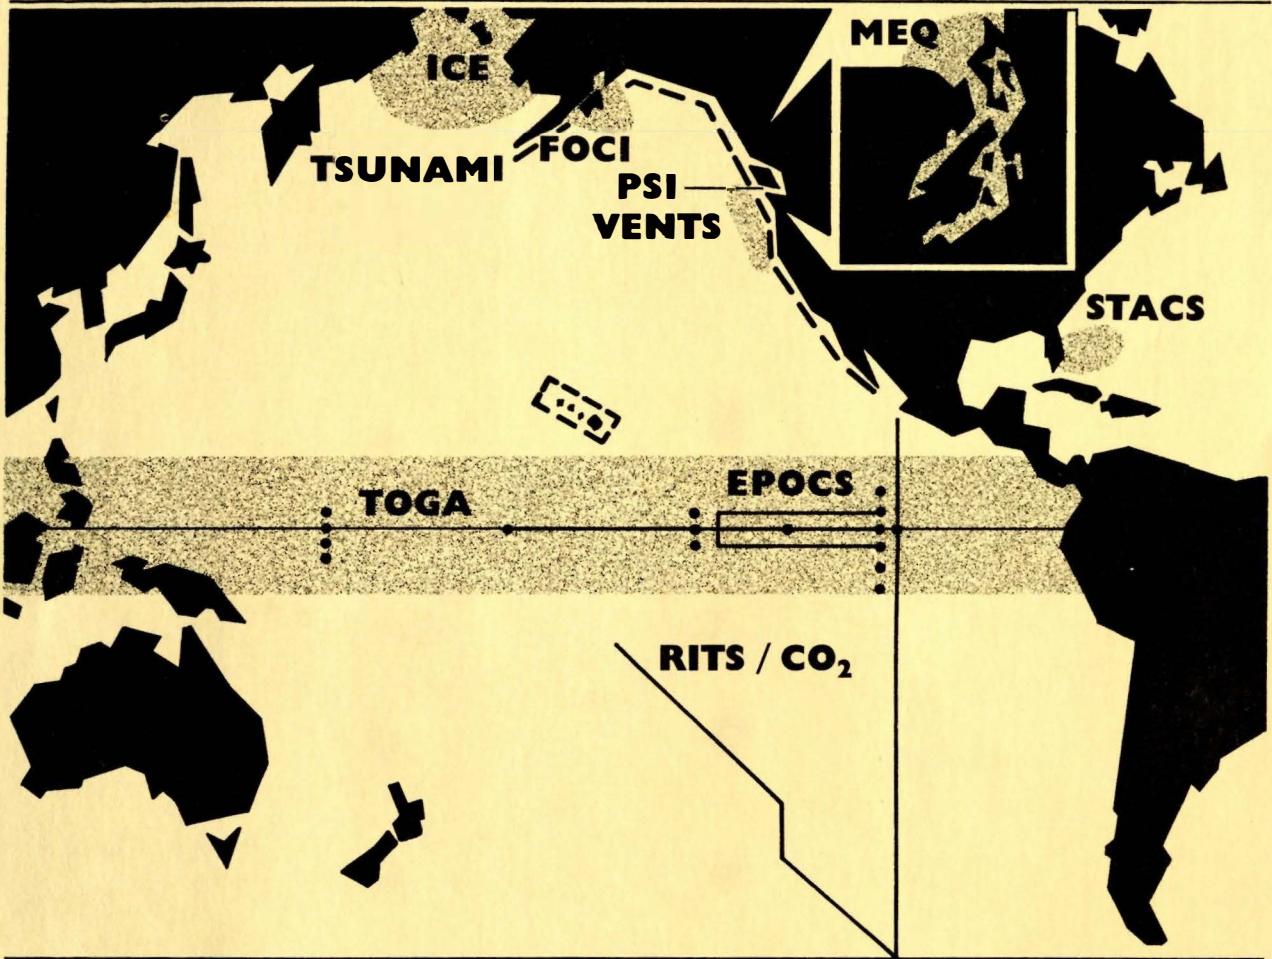 MEQ
ICE
TSUNAMI
FOCI
PSI
VENTS
STACS
TOGA
EPOCS
RITS / CO₂